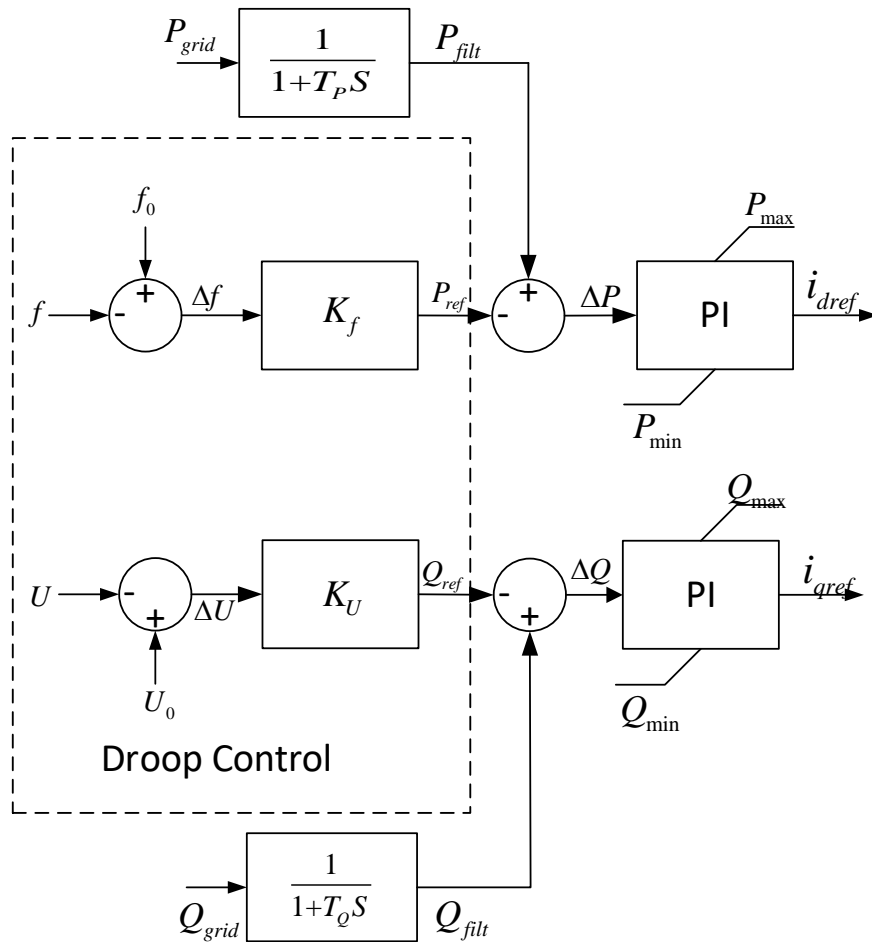 P_grid
1
1+T_P S
P_filt
f_0
+
f
-
Δf
K_f
P_ref
+
-
ΔP
P_max
PI
P_min
i_dref
U
-
+
ΔU
U_0
K_U
Q_ref
-
+
ΔQ
Q_max
PI
Q_min
i_qref
Droop Control
Q_grid
1
1+T_Q S
Q_filt